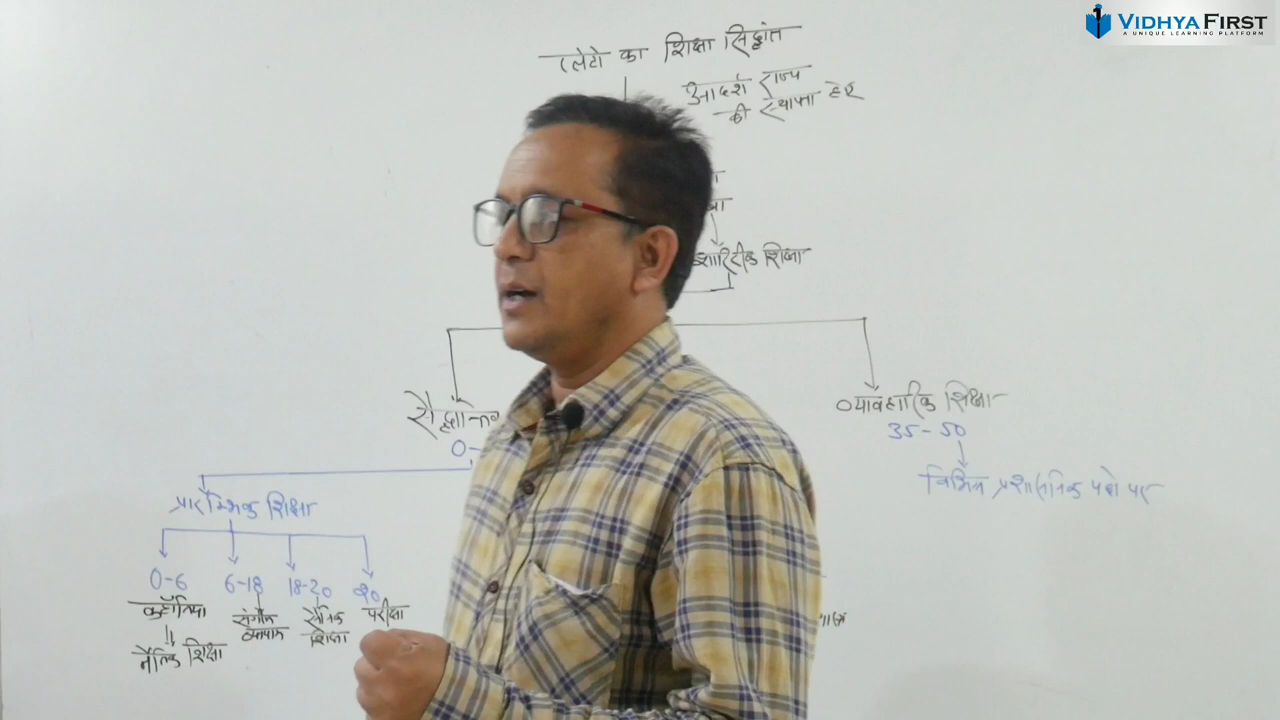 VIDHYA FIRST
A UNIQUE LEARNING PLATFORM
प्लेटो का शिक्षा सिद्धांत
आदर्श राज्य
की स्थापना हेतु
शारीरिक शिक्षा
व्यावहारिक शिक्षा
35-50
विभिन्न प्रशासनिक पदो पर
प्रारम्भिक शिक्षा
0-6 6-18 18-20 20
कहानिया संगीत सैनिक परीक्षा
व्यायाम शिक्षा
नैतिक शिक्षा